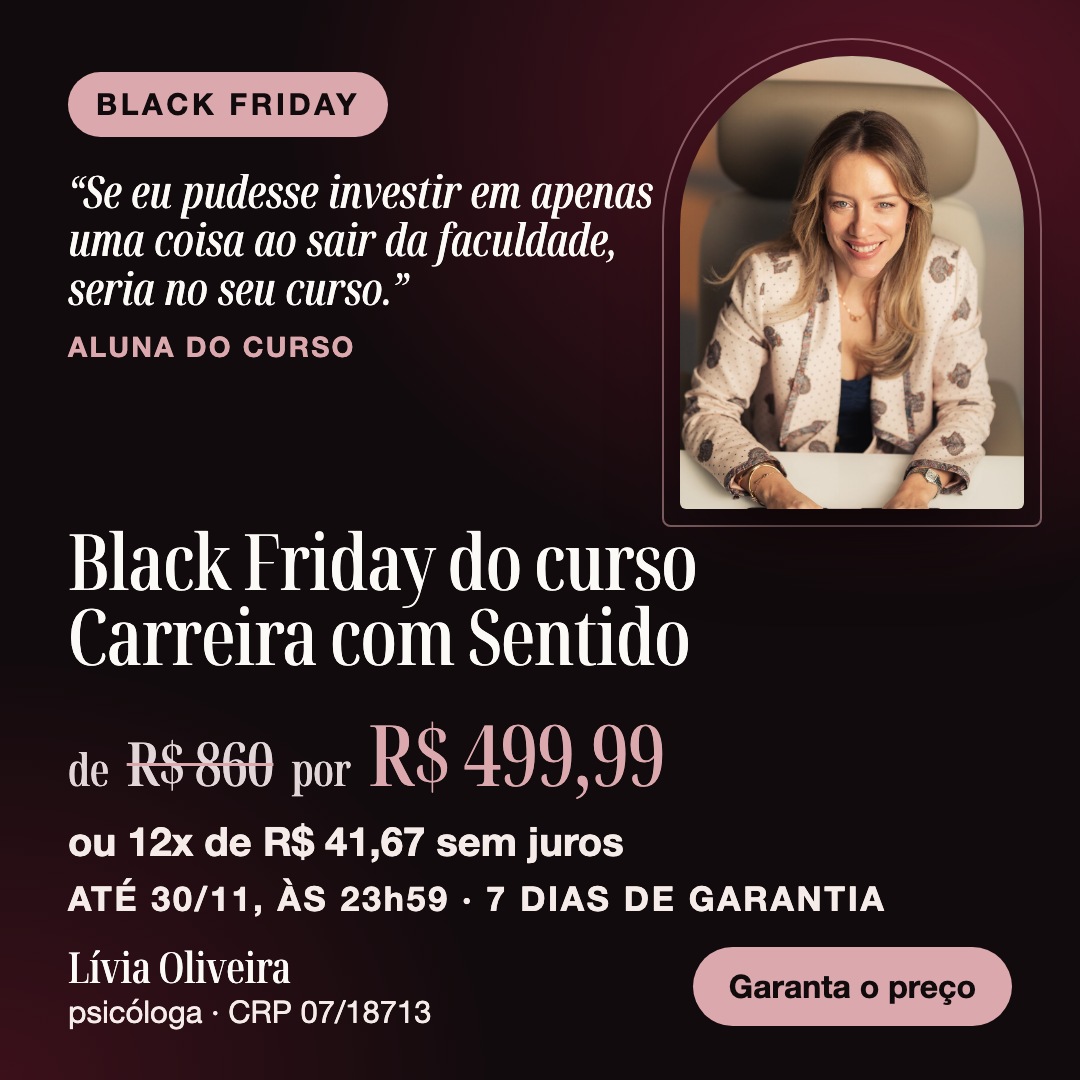 BLACK FRIDAY
“Se eu pudesse investir em apenas
uma coisa ao sair da faculdade,
seria no seu curso.”
ALUNA DO CURSO
Black Friday do curso
Carreira com Sentido
de R$ 860 por R$ 499,99
ou 12x de R$ 41,67 sem juros
ATÉ 30/11, ÀS 23h59 · 7 DIAS DE GARANTIA
Lívia Oliveira
psicóloga · CRP 07/18713
Garanta o preço